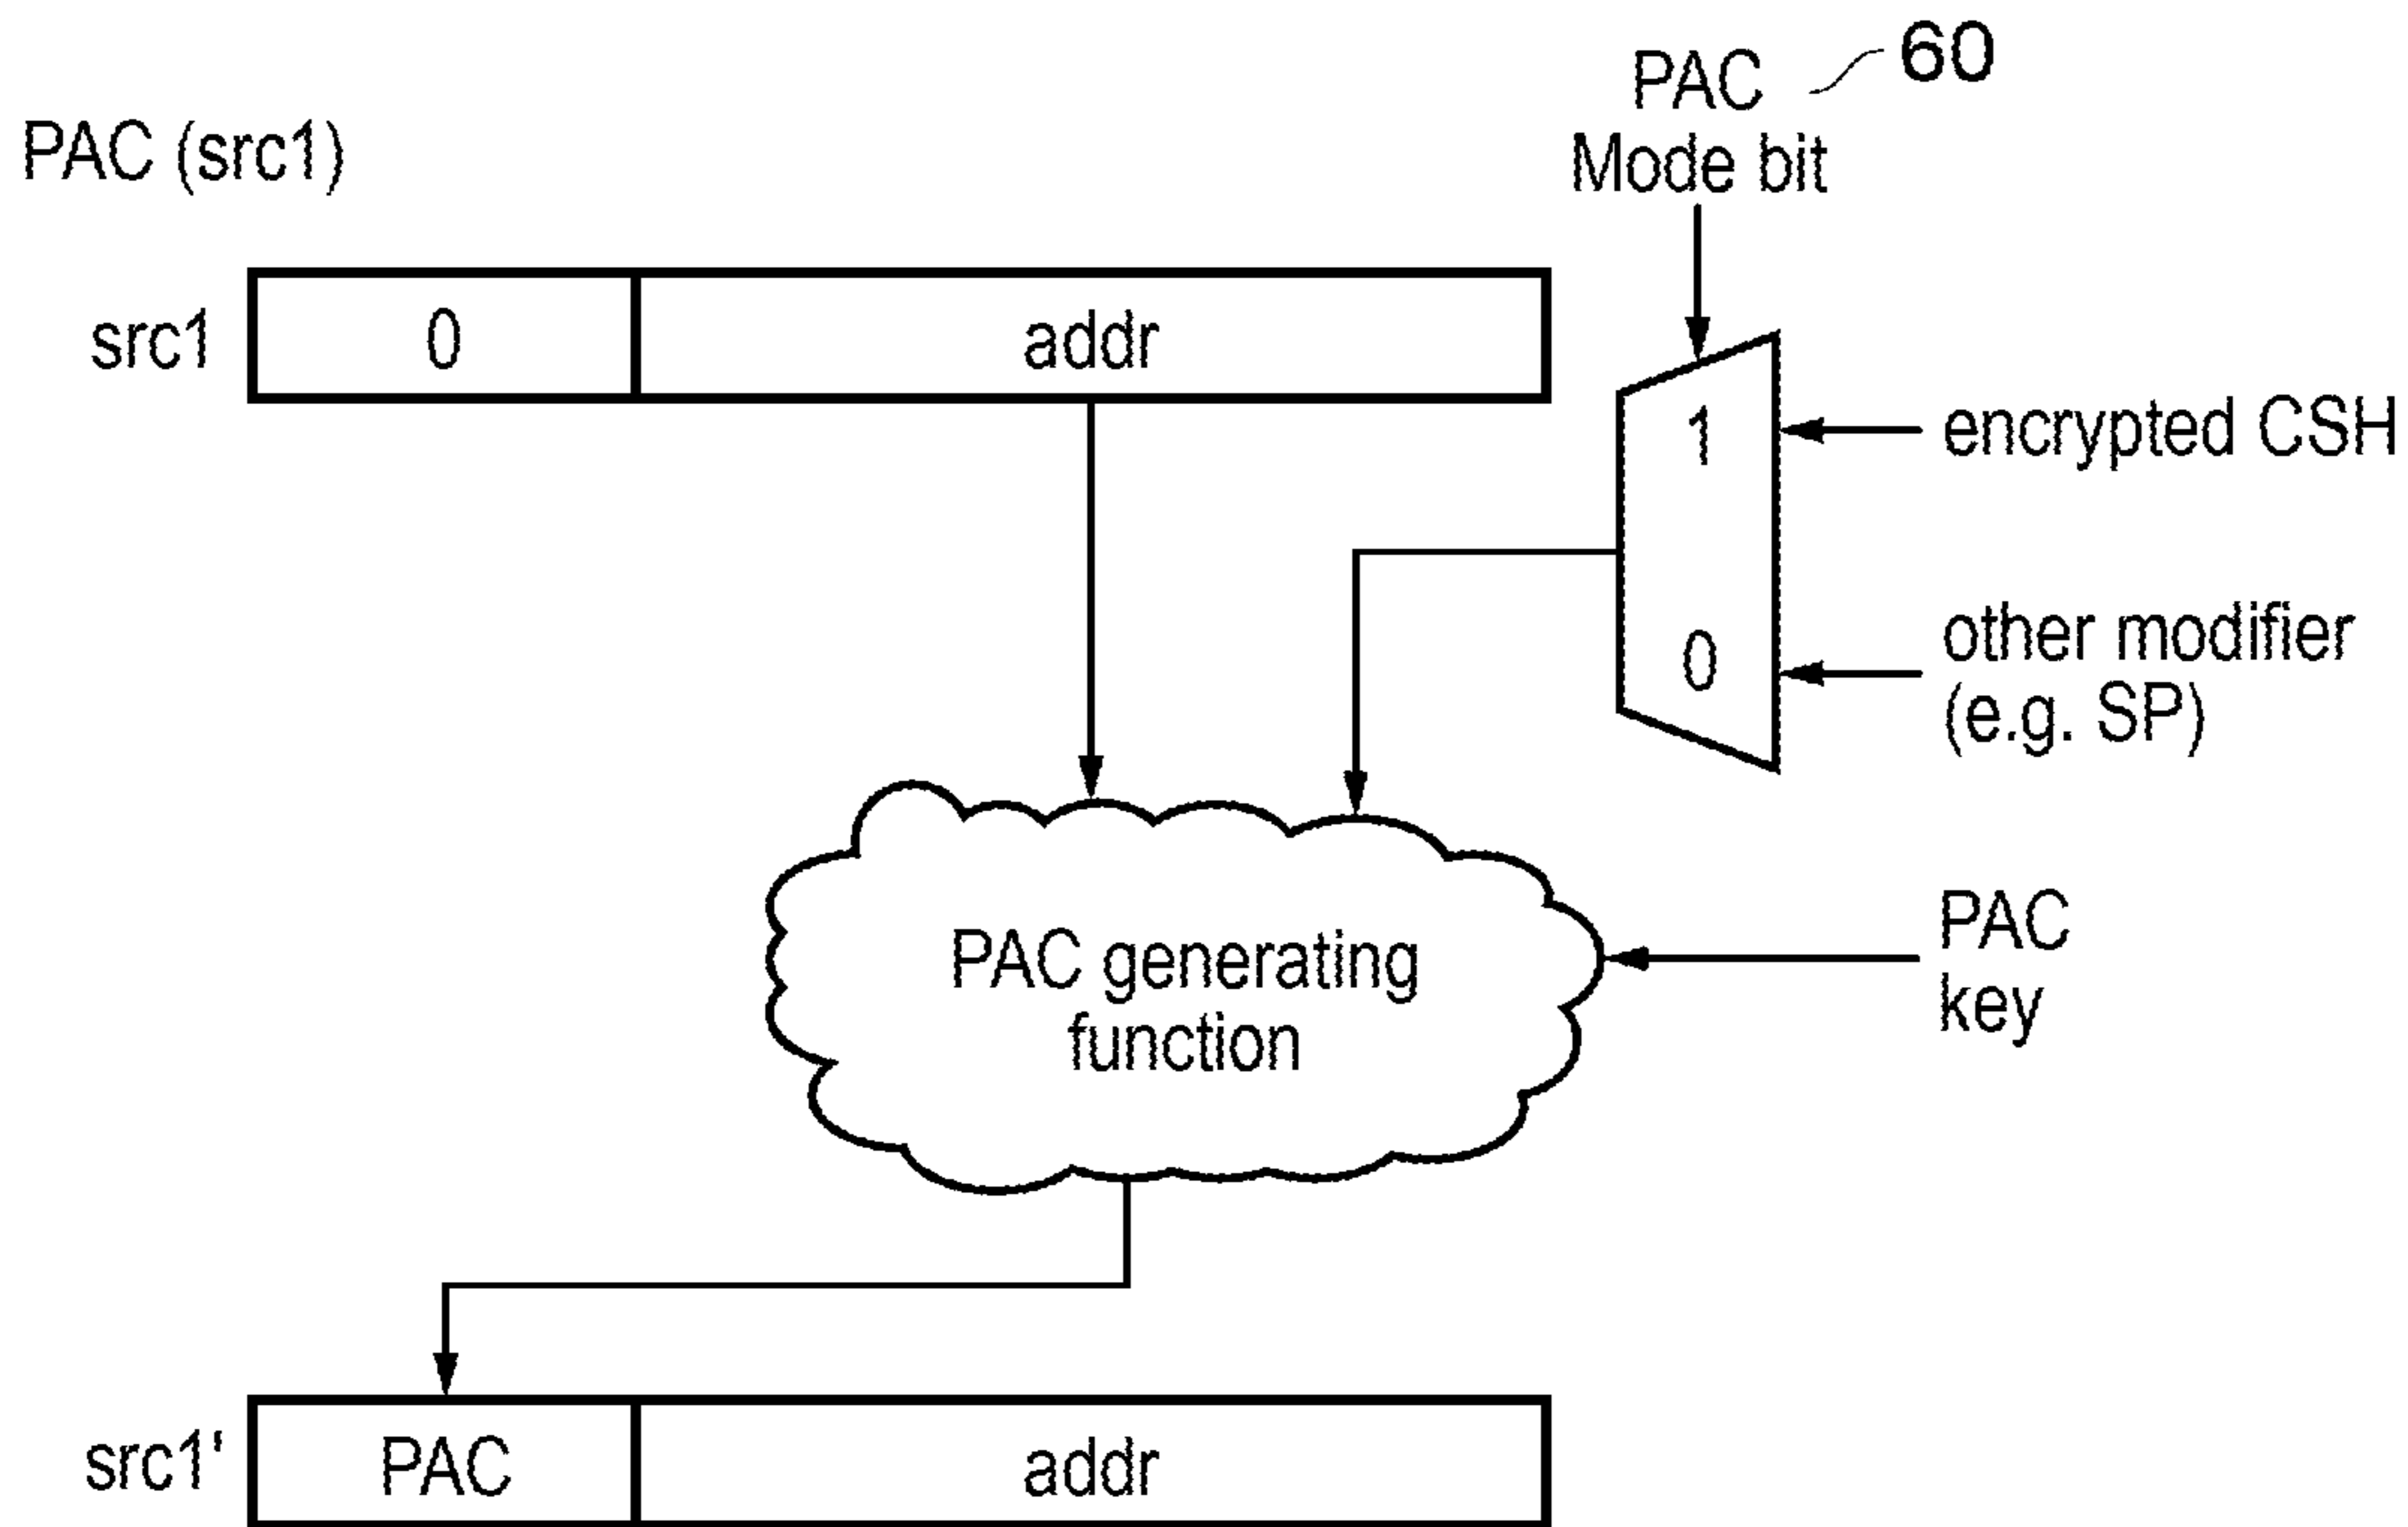 60
PAC
Mode bit
PAC (src1)
src1
0
addr
1
encrypted CSH
0
other modifier
(e.g. SP)
PAC generating
function
PAC
key
src1'
PAC
addr